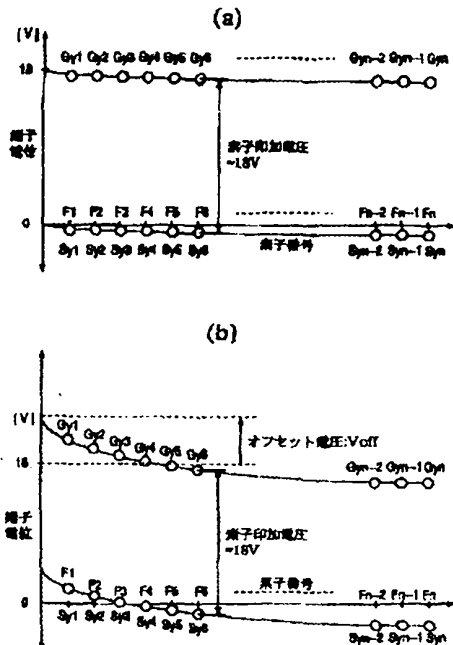 (a)
[V]
Gy1 Gy2 Gy3 Gy4 Gy5 Gy6 Gyn-2 Gyn-1 Gyn
18
端子
電位
素子印加電圧
≈18V
F1 F2 F3 F4 F5 F6 Fn-2 Fn-1 Fn
0
Sy1 Sy2 Sy3 Sy4 Sy5 Sy6 素子番号 Syn-2 Syn-1 Syn
(b)
[V]
Gy1
Gy2
Gy3
Gy4
Gy5
Gy6
オフセット電圧:Voff
Gyn-2 Gyn-1 Gyn
端子
電位
素子印加電圧
≈18V
F1
F2 F3 F4 F5 F6 素子番号 Fn-2 Fn-1 Fn
0
Sy1 Sy2 Sy3 Sy4 Sy5 Sy6
Syn-2 Syn-1 Syn